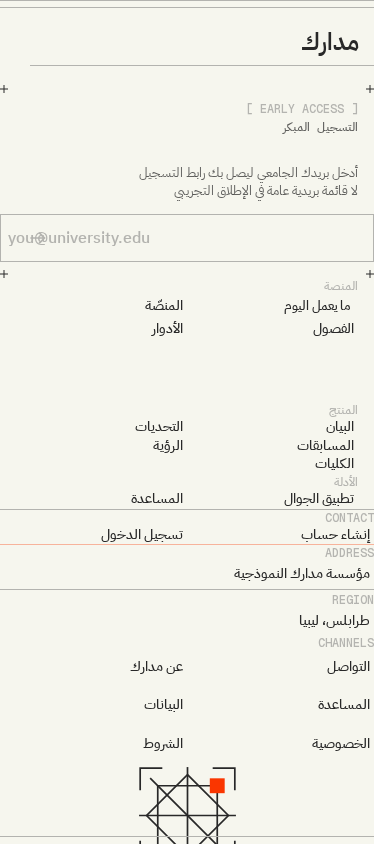 مدارك
[ EARLY ACCESS ]
التسجيل المبكر
أدخل بريدك الجامعي ليصل بك رابط التسجيل
لا قائمة بريدية عامة في الإطلاق التجريبي
you@university.edu
المنصة
ما يعمل اليوم المنصّة
الفصول الأدوار
المنتج
البيان التحديات
المسابقات الرؤية
الكليات
الأدلة
تطبيق الجوال المساعدة
CONTACT
إنشاء حساب تسجيل الدخول
ADDRESS
مؤسسة مدارك النموذجية
REGION
طرابلس، ليبيا
CHANNELS
التواصل عن مدارك
المساعدة البيانات
الخصوصية الشروط